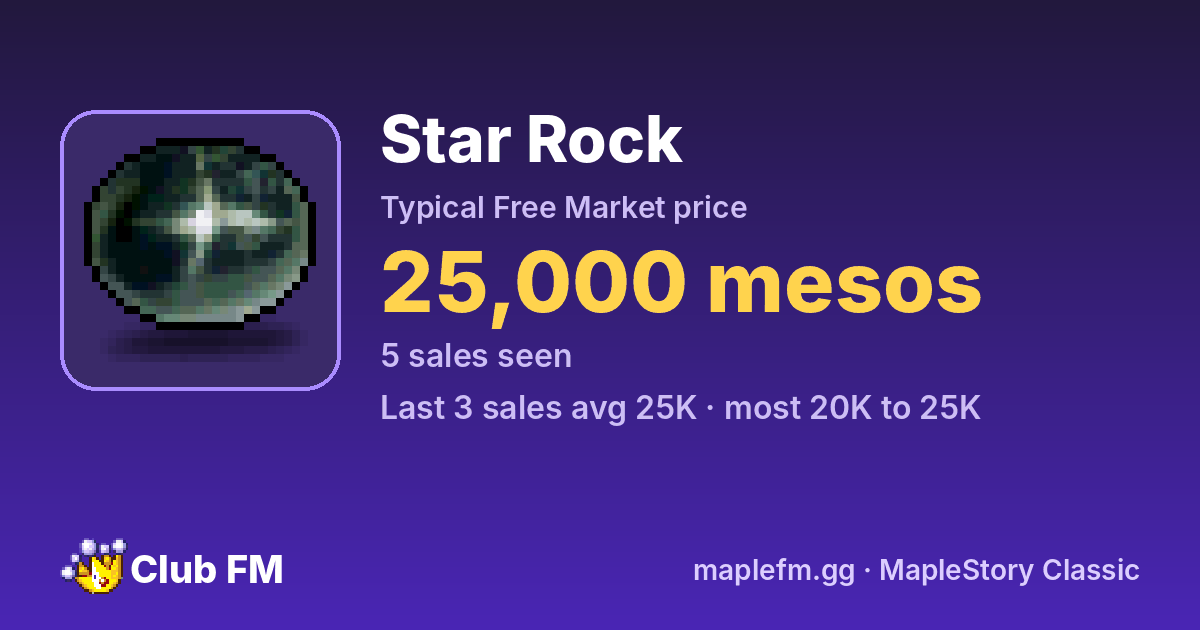 Star Rock
Typical Free Market price
25,000 mesos
5 sales seen
Last 3 sales avg 25K · most 20K to 25K
Club FM
maplefm.gg · MapleStory Classic